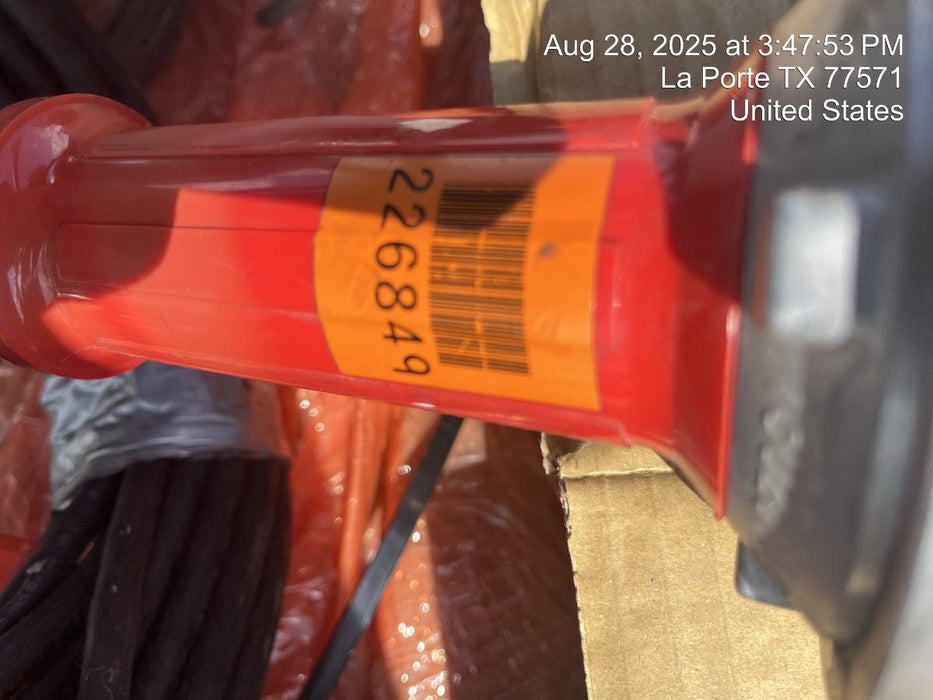 Aug 28, 2025 at 3:47:53 PM
La Porte TX 77571
United States
226849